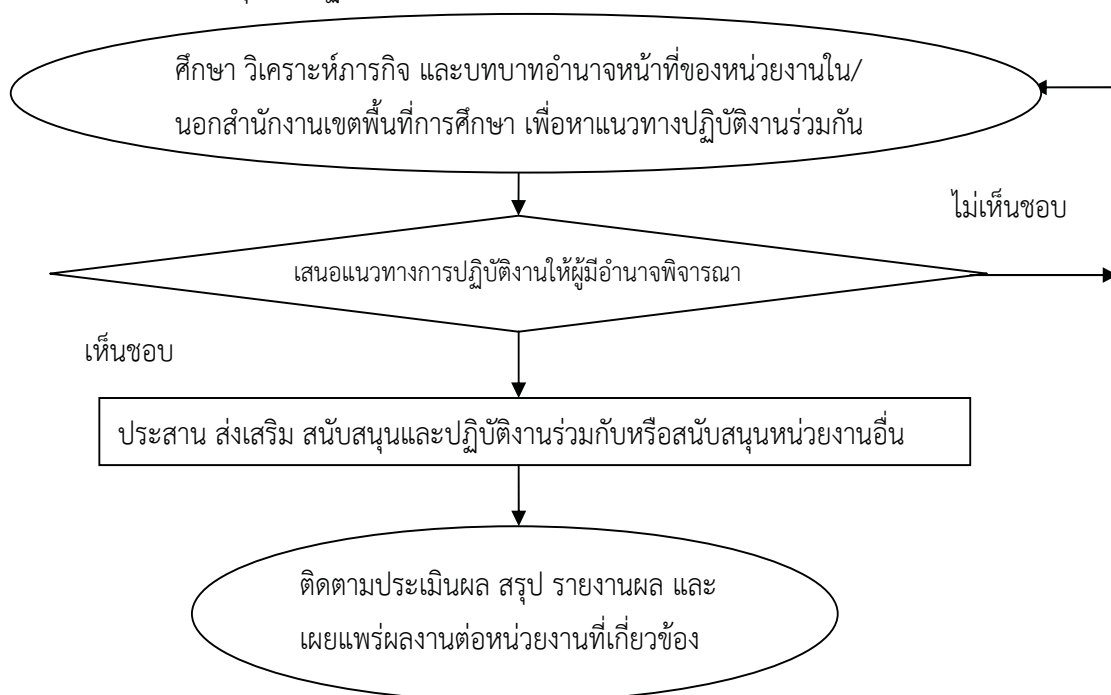 ศึกษา วิเคราะห์ภารกิจ และบทบาทอำนาจหน้าที่ของหน่วยงานใน/
นอกสำนักงานเขตพื้นที่การศึกษา เพื่อหาแนวทางปฏิบัติงานร่วมกัน
ไม่เห็นชอบ
เสนอแนวทางการปฏิบัติงานให้ผู้มีอำนาจพิจารณา
เห็นชอบ
ประสาน ส่งเสริม สนับสนุนและปฏิบัติงานร่วมกับหรือสนับสนุนหน่วยงานอื่น
ติดตามประเมินผล สรุป รายงานผล และ
เผยแพร่ผลงานต่อหน่วยงานที่เกี่ยวข้อง